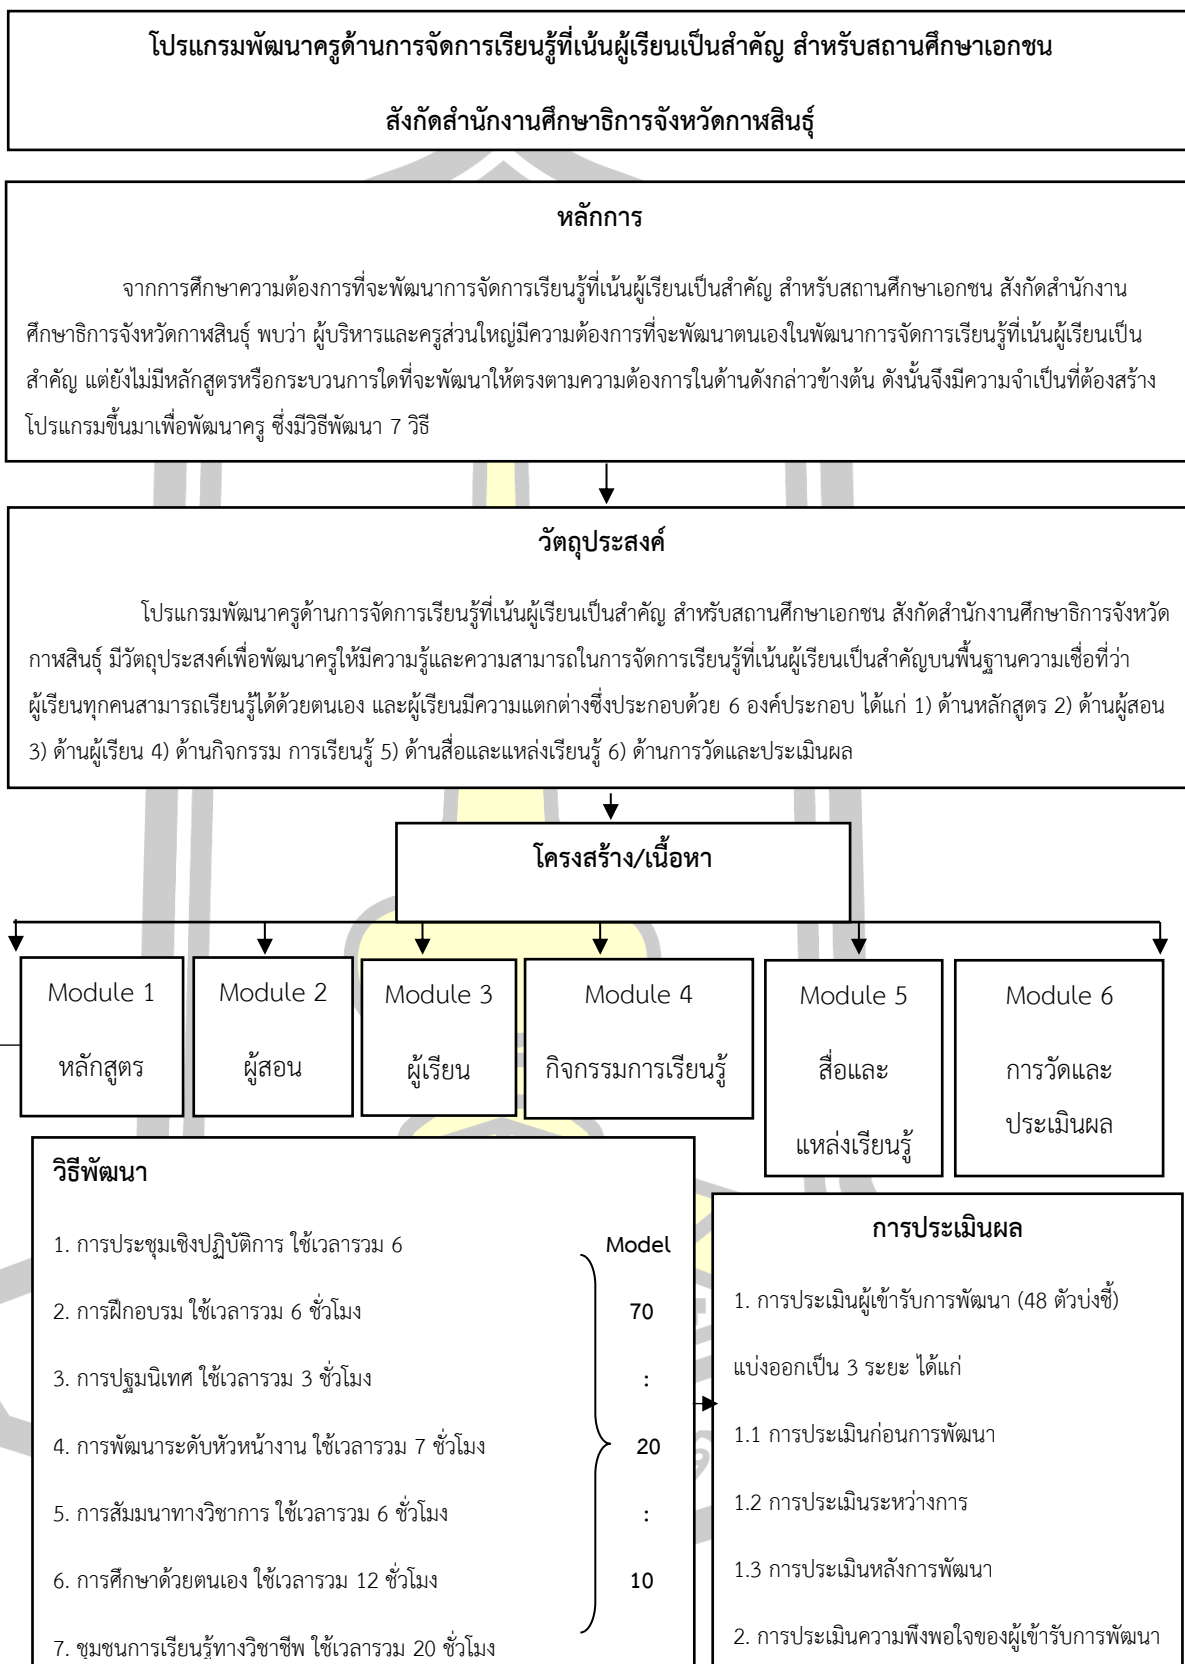 โปรแกรมพัฒนาครูด้านการจัดการเรียนรู้ที่เน้นผู้เรียนเป็นสำคัญ สำหรับสถานศึกษาเอกชน
สังกัดสำนักงานศึกษาธิการจังหวัดกาฬสินธุ์
หลักการ
จากการศึกษาความต้องการที่จะพัฒนาการจัดการเรียนรู้ที่เน้นผู้เรียนเป็นสำคัญ สำหรับสถานศึกษาเอกชน สังกัดสำนักงาน
ศึกษาธิการจังหวัดกาฬสินธุ์ พบว่า ผู้บริหารและครูส่วนใหญ่มีความต้องการที่จะพัฒนาตนเองในพัฒนาการจัดการเรียนรู้ที่เน้นผู้เรียนเป็น
สำคัญ แต่ยังไม่มีหลักสูตรหรือกระบวนการใดที่จะพัฒนาให้ตรงตามความต้องการในด้านดังกล่าวข้างต้น ดังนั้นจึงมีความจำเป็นที่ต้องสร้าง
โปรแกรมขึ้นมาเพื่อพัฒนาครู ซึ่งมีวิธีพัฒนา 7 วิธี
วัตถุประสงค์
โปรแกรมพัฒนาครูด้านการจัดการเรียนรู้ที่เน้นผู้เรียนเป็นสำคัญ สำหรับสถานศึกษาเอกชน สังกัดสำนักงานศึกษาธิการจังหวัด
กาฬสินธุ์ มีวัตถุประสงค์เพื่อพัฒนาครูให้มีความรู้และความสามารถในการจัดการเรียนรู้ที่เน้นผู้เรียนเป็นสำคัญบนพื้นฐานความเชื่อที่ว่า
ผู้เรียนทุกคนสามารถเรียนรู้ได้ด้วยตนเอง และผู้เรียนมีความแตกต่างซึ่งประกอบด้วย 6 องค์ประกอบ ได้แก่ 1) ด้านหลักสูตร 2) ด้านผู้สอน
3) ด้านผู้เรียน 4) ด้านกิจกรรม การเรียนรู้ 5) ด้านสื่อและแหล่งเรียนรู้ 6) ด้านการวัดและประเมินผล
โครงสร้าง/เนื้อหา
Module 1
หลักสูตร
Module 2
ผู้สอน
Module 3
ผู้เรียน
Module 4
กิจกรรมการเรียนรู้
Module 5
สื่อและ
แหล่งเรียนรู้
Module 6
การวัดและ
ประเมินผล
วิธีพัฒนา
1. การประชุมเชิงปฏิบัติการ ใช้เวลารวม 6
2. การฝึกอบรม ใช้เวลารวม 6 ชั่วโมง
3. การปฐมนิเทศ ใช้เวลารวม 3 ชั่วโมง
4. การพัฒนาระดับหัวหน้างาน ใช้เวลารวม 7 ชั่วโมง
5. การสัมมนาทางวิชาการ ใช้เวลารวม 6 ชั่วโมง
6. การศึกษาด้วยตนเอง ใช้เวลารวม 12 ชั่วโมง
7. ชุมชนการเรียนรู้ทางวิชาชีพ ใช้เวลารวม 20 ชั่วโมง
Model
70
:
20
:
10
การประเมินผล
1. การประเมินผู้เข้ารับการพัฒนา (48 ตัวบ่งชี้)
แบ่งออกเป็น 3 ระยะ ได้แก่
1.1 การประเมินก่อนการพัฒนา
1.2 การประเมินระหว่างการ
1.3 การประเมินหลังการพัฒนา
2. การประเมินความพึงพอใจของผู้เข้ารับการพัฒนา